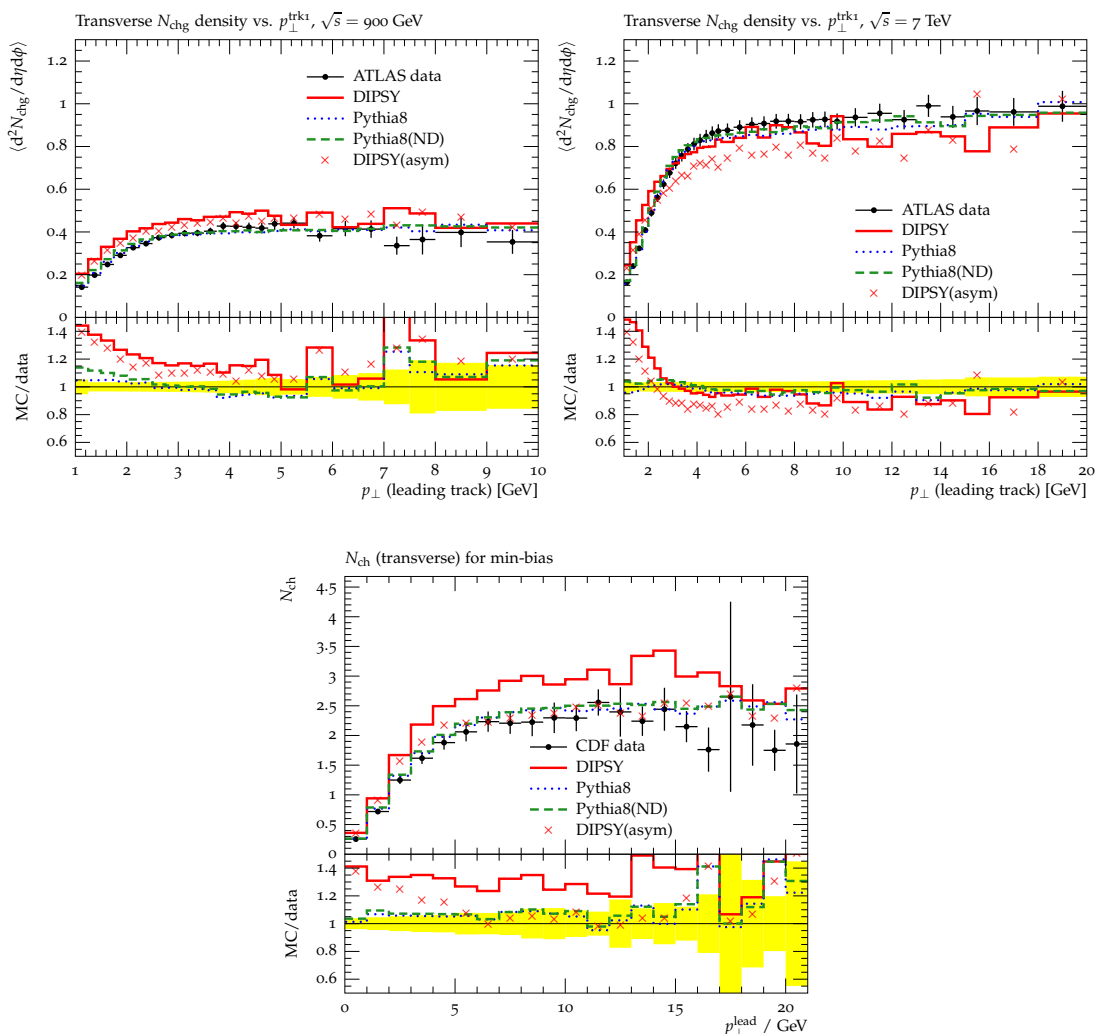 Transverse N_chg density vs. p_⊥^trk1, √s = 900 GeV
⟨d²N_chg/dηdϕ⟩
1.2
1
0.8
0.6
0.4
0.2
0
ATLAS data
DIPSY
Pythia8
Pythia8(ND)
DIPSY(asym)
MC/data
1.4
1.2
1
0.8
0.6
1 2 3 4 5 6 7 8 9 10
p_⊥ (leading track) [GeV]
Transverse N_chg density vs. p_⊥^trk1, √s = 7 TeV
⟨d²N_chg/dηdϕ⟩
1.2
1
0.8
0.6
0.4
0.2
0
ATLAS data
DIPSY
Pythia8
Pythia8(ND)
DIPSY(asym)
MC/data
1.4
1.2
1
0.8
0.6
2 4 6 8 10 12 14 16 18 20
p_⊥ (leading track) [GeV]
N_ch (transverse) for min-bias
N_ch
4.5
4
3.5
3
2.5
2
1.5
1
0.5
0
CDF data
DIPSY
Pythia8
Pythia8(ND)
DIPSY(asym)
MC/data
1.4
1.2
1
0.8
0.6
0 5 10 15 20
p_⊥^lead / GeV